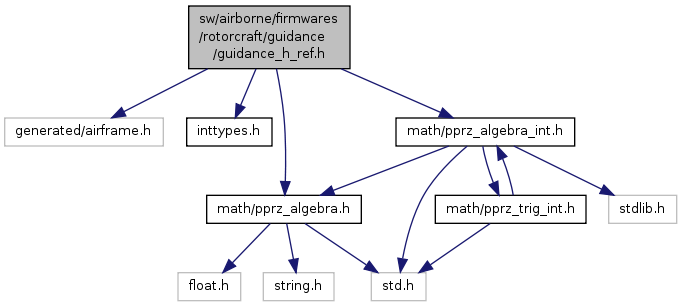 sw/airborne/firmwares
/rotorcraft/guidance
/guidance_h_ref.h
generated/airframe.h
inttypes.h
math/pprz_algebra_int.h
math/pprz_algebra.h
math/pprz_trig_int.h
stdlib.h
float.h
string.h
std.h